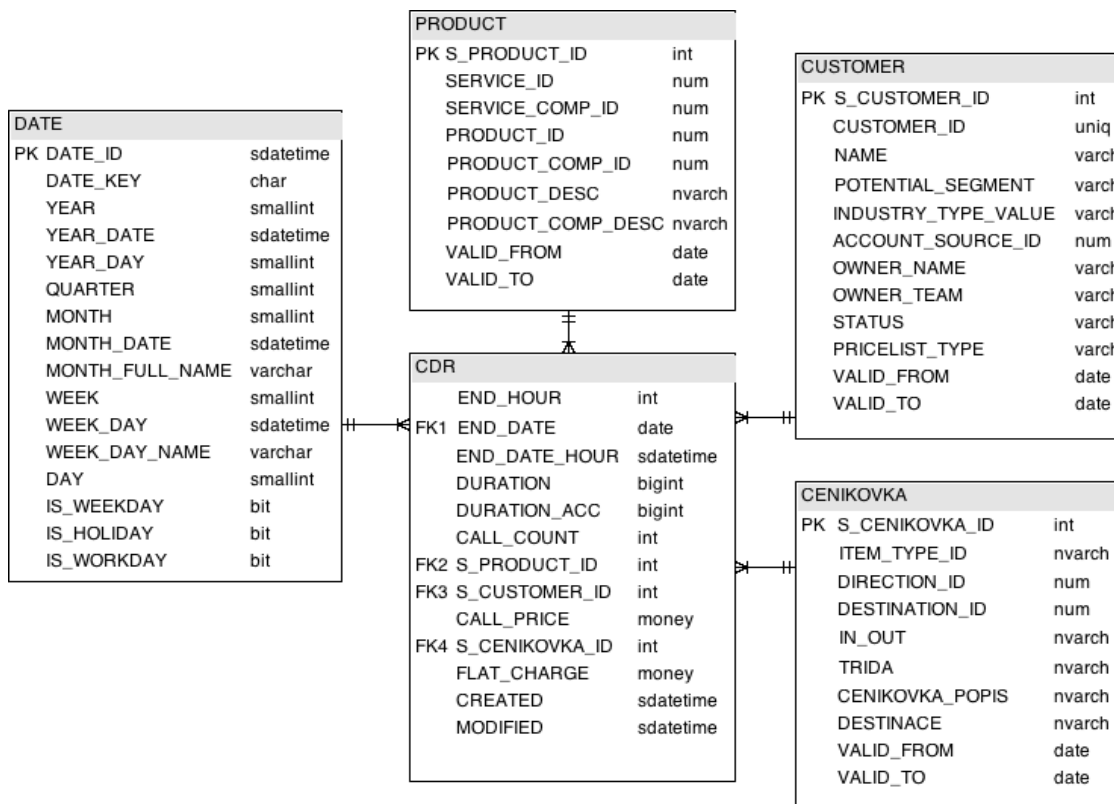 PRODUCT
PK S_PRODUCT_ID int
SERVICE_ID num
SERVICE_COMP_ID num
PRODUCT_ID num
PRODUCT_COMP_ID num
PRODUCT_DESC nvarch
PRODUCT_COMP_DESC nvarch
VALID_FROM date
VALID_TO date
DATE
PK DATE_ID sdatetime
DATE_KEY char
YEAR smallint
YEAR_DATE sdatetime
YEAR_DAY smallint
QUARTER smallint
MONTH smallint
MONTH_DATE sdatetime
MONTH_FULL_NAME varchar
WEEK smallint
WEEK_DAY sdatetime
WEEK_DAY_NAME varchar
DAY smallint
IS_WEEKDAY bit
IS_HOLIDAY bit
IS_WORKDAY bit
CDR
END_HOUR int
FK1 END_DATE date
END_DATE_HOUR sdatetime
DURATION bigint
DURATION_ACC bigint
CALL_COUNT int
FK2 S_PRODUCT_ID int
FK3 S_CUSTOMER_ID int
CALL_PRICE money
FK4 S_CENIKOVKA_ID int
FLAT_CHARGE money
CREATED sdatetime
MODIFIED sdatetime
CUSTOMER
PK S_CUSTOMER_ID int
CUSTOMER_ID uniq
NAME varch
POTENTIAL_SEGMENT varch
INDUSTRY_TYPE_VALUE varch
ACCOUNT_SOURCE_ID num
OWNER_NAME varch
OWNER_TEAM varch
STATUS varch
PRICELIST_TYPE varch
VALID_FROM date
VALID_TO date
CENIKOVKA
PK S_CENIKOVKA_ID int
ITEM_TYPE_ID nvarch
DIRECTION_ID num
DESTINATION_ID num
IN_OUT nvarch
TRIDA nvarch
CENIKOVKA_POPIS nvarch
DESTINACE nvarch
VALID_FROM date
VALID_TO date